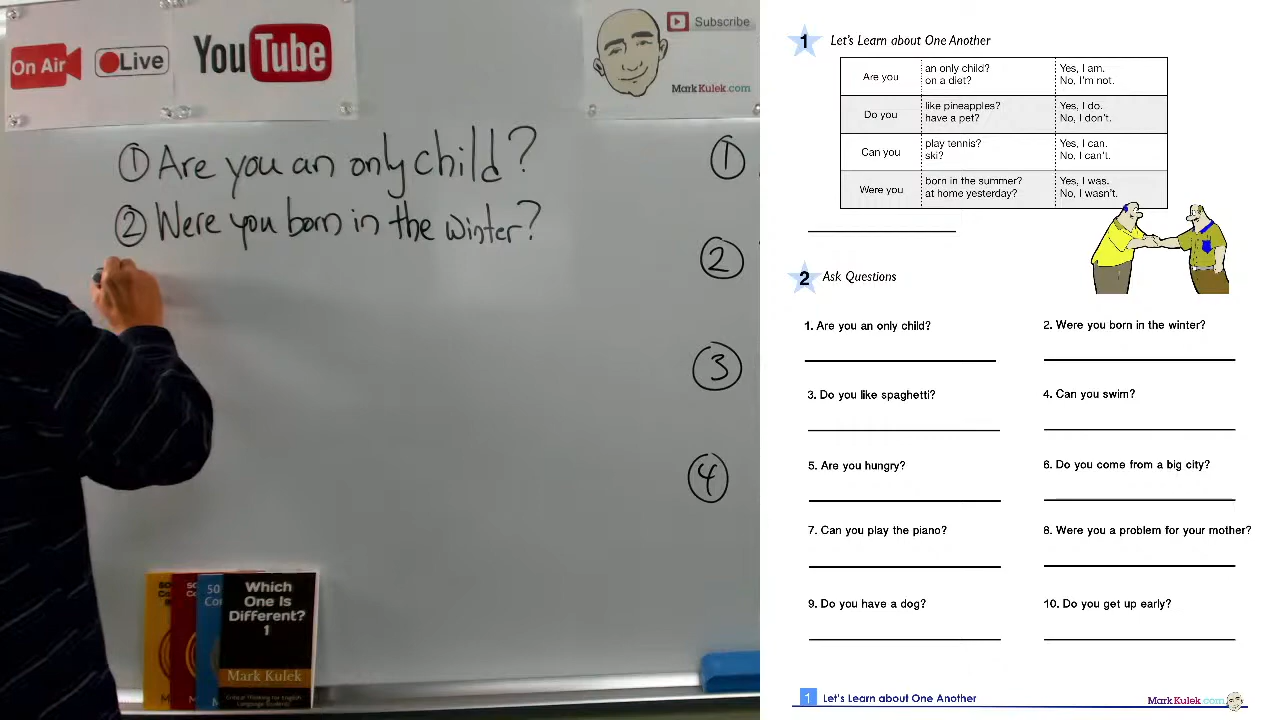 On Air
Live
YouTube
Subscribe
MarkKulek.com
① Are you an only child?
② Were you born in the winter?
①
②
③
④
50
Which
One Is
Different?
1
Mark Kulek
Critical Thinking for English
Language Students
1 Let's Learn about One Another
Are you an only child? Yes, I am.
on a diet? No, I'm not.
Do you like pineapples? Yes, I do.
have a pet? No, I don't.
Can you play tennis? Yes, I can.
ski? No, I can't.
Were you born in the summer? Yes, I was.
at home yesterday? No, I wasn't.
2 Ask Questions
1. Are you an only child? 2. Were you born in the winter?
3. Do you like spaghetti? 4. Can you swim?
5. Are you hungry? 6. Do you come from a big city?
7. Can you play the piano? 8. Were you a problem for your mother?
9. Do you have a dog? 10. Do you get up early?
1 Let's Learn about One Another MarkKulek.com